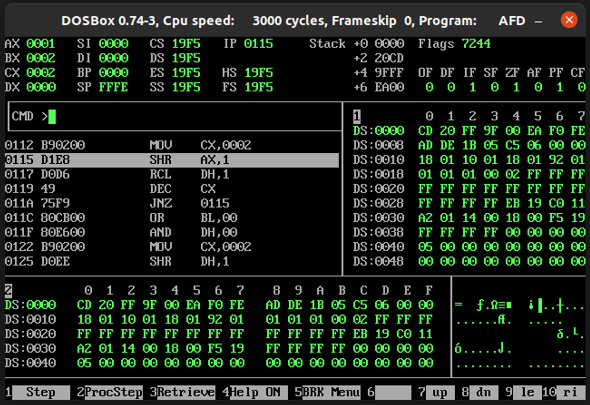 DOSBox 0.74-3, Cpu speed: 3000 cycles, Frameskip 0, Program: AFD
AX 0001 SI 0000 CS 19F5 IP 0115 Stack +0 0000 Flags 7244
BX 0002 DI 0000 DS 19F5 +2 20CD
CX 0002 BP 0000 ES 19F5 HS 19F5 +4 9FFF OF DF IF SF ZF AF PF CF
DX 0000 SP FFFE SS 19F5 FS 19F5 +6 EA00 0 0 1 0 1 0 1 0
CMD >
1 0 1 2 3 4 5 6 7
DS:0000 CD 20 FF 9F 00 EA F0 FE
DS:0008 AD DE 1B 05 C5 06 00 00
DS:0010 18 01 10 01 18 01 92 01
DS:0018 01 01 01 00 02 FF FF FF
DS:0020 FF FF FF FF FF FF FF FF
DS:0028 FF FF FF FF EB 19 C0 11
DS:0030 A2 01 14 00 18 00 F5 19
DS:0038 FF FF FF FF 00 00 00 00
DS:0040 05 00 00 00 00 00 00 00
DS:0048 00 00 00 00 00 00 00 00
0112 B90200 MOV CX,0002
0115 D1E8 SHR AX,1
0117 D0D6 RCL DH,1
0119 49 DEC CX
011A 75F9 JNZ 0115
011C 80CB00 OR BL,00
011F 80E600 AND DH,00
0122 B90200 MOV CX,0002
0125 D0EE SHR DH,1
2 0 1 2 3 4 5 6 7 8 9 A B C D E F
DS:0000 CD 20 FF 9F 00 EA F0 FE AD DE 1B 05 C5 06 00 00
DS:0010 18 01 10 01 18 01 92 01 01 01 01 00 02 FF FF FF
DS:0020 FF FF FF FF FF FF FF FF FF FF FF FF EB 19 C0 11
DS:0030 A2 01 14 00 18 00 F5 19 FF FF FF FF 00 00 00 00
DS:0040 05 00 00 00 00 00 00 00 00 00 00 00 00 00 00 00
1 Step 2 ProcStep 3 Retrieve 4 Help ON 5 BRK Menu 6 7 up 8 dn 9 le 10 ri